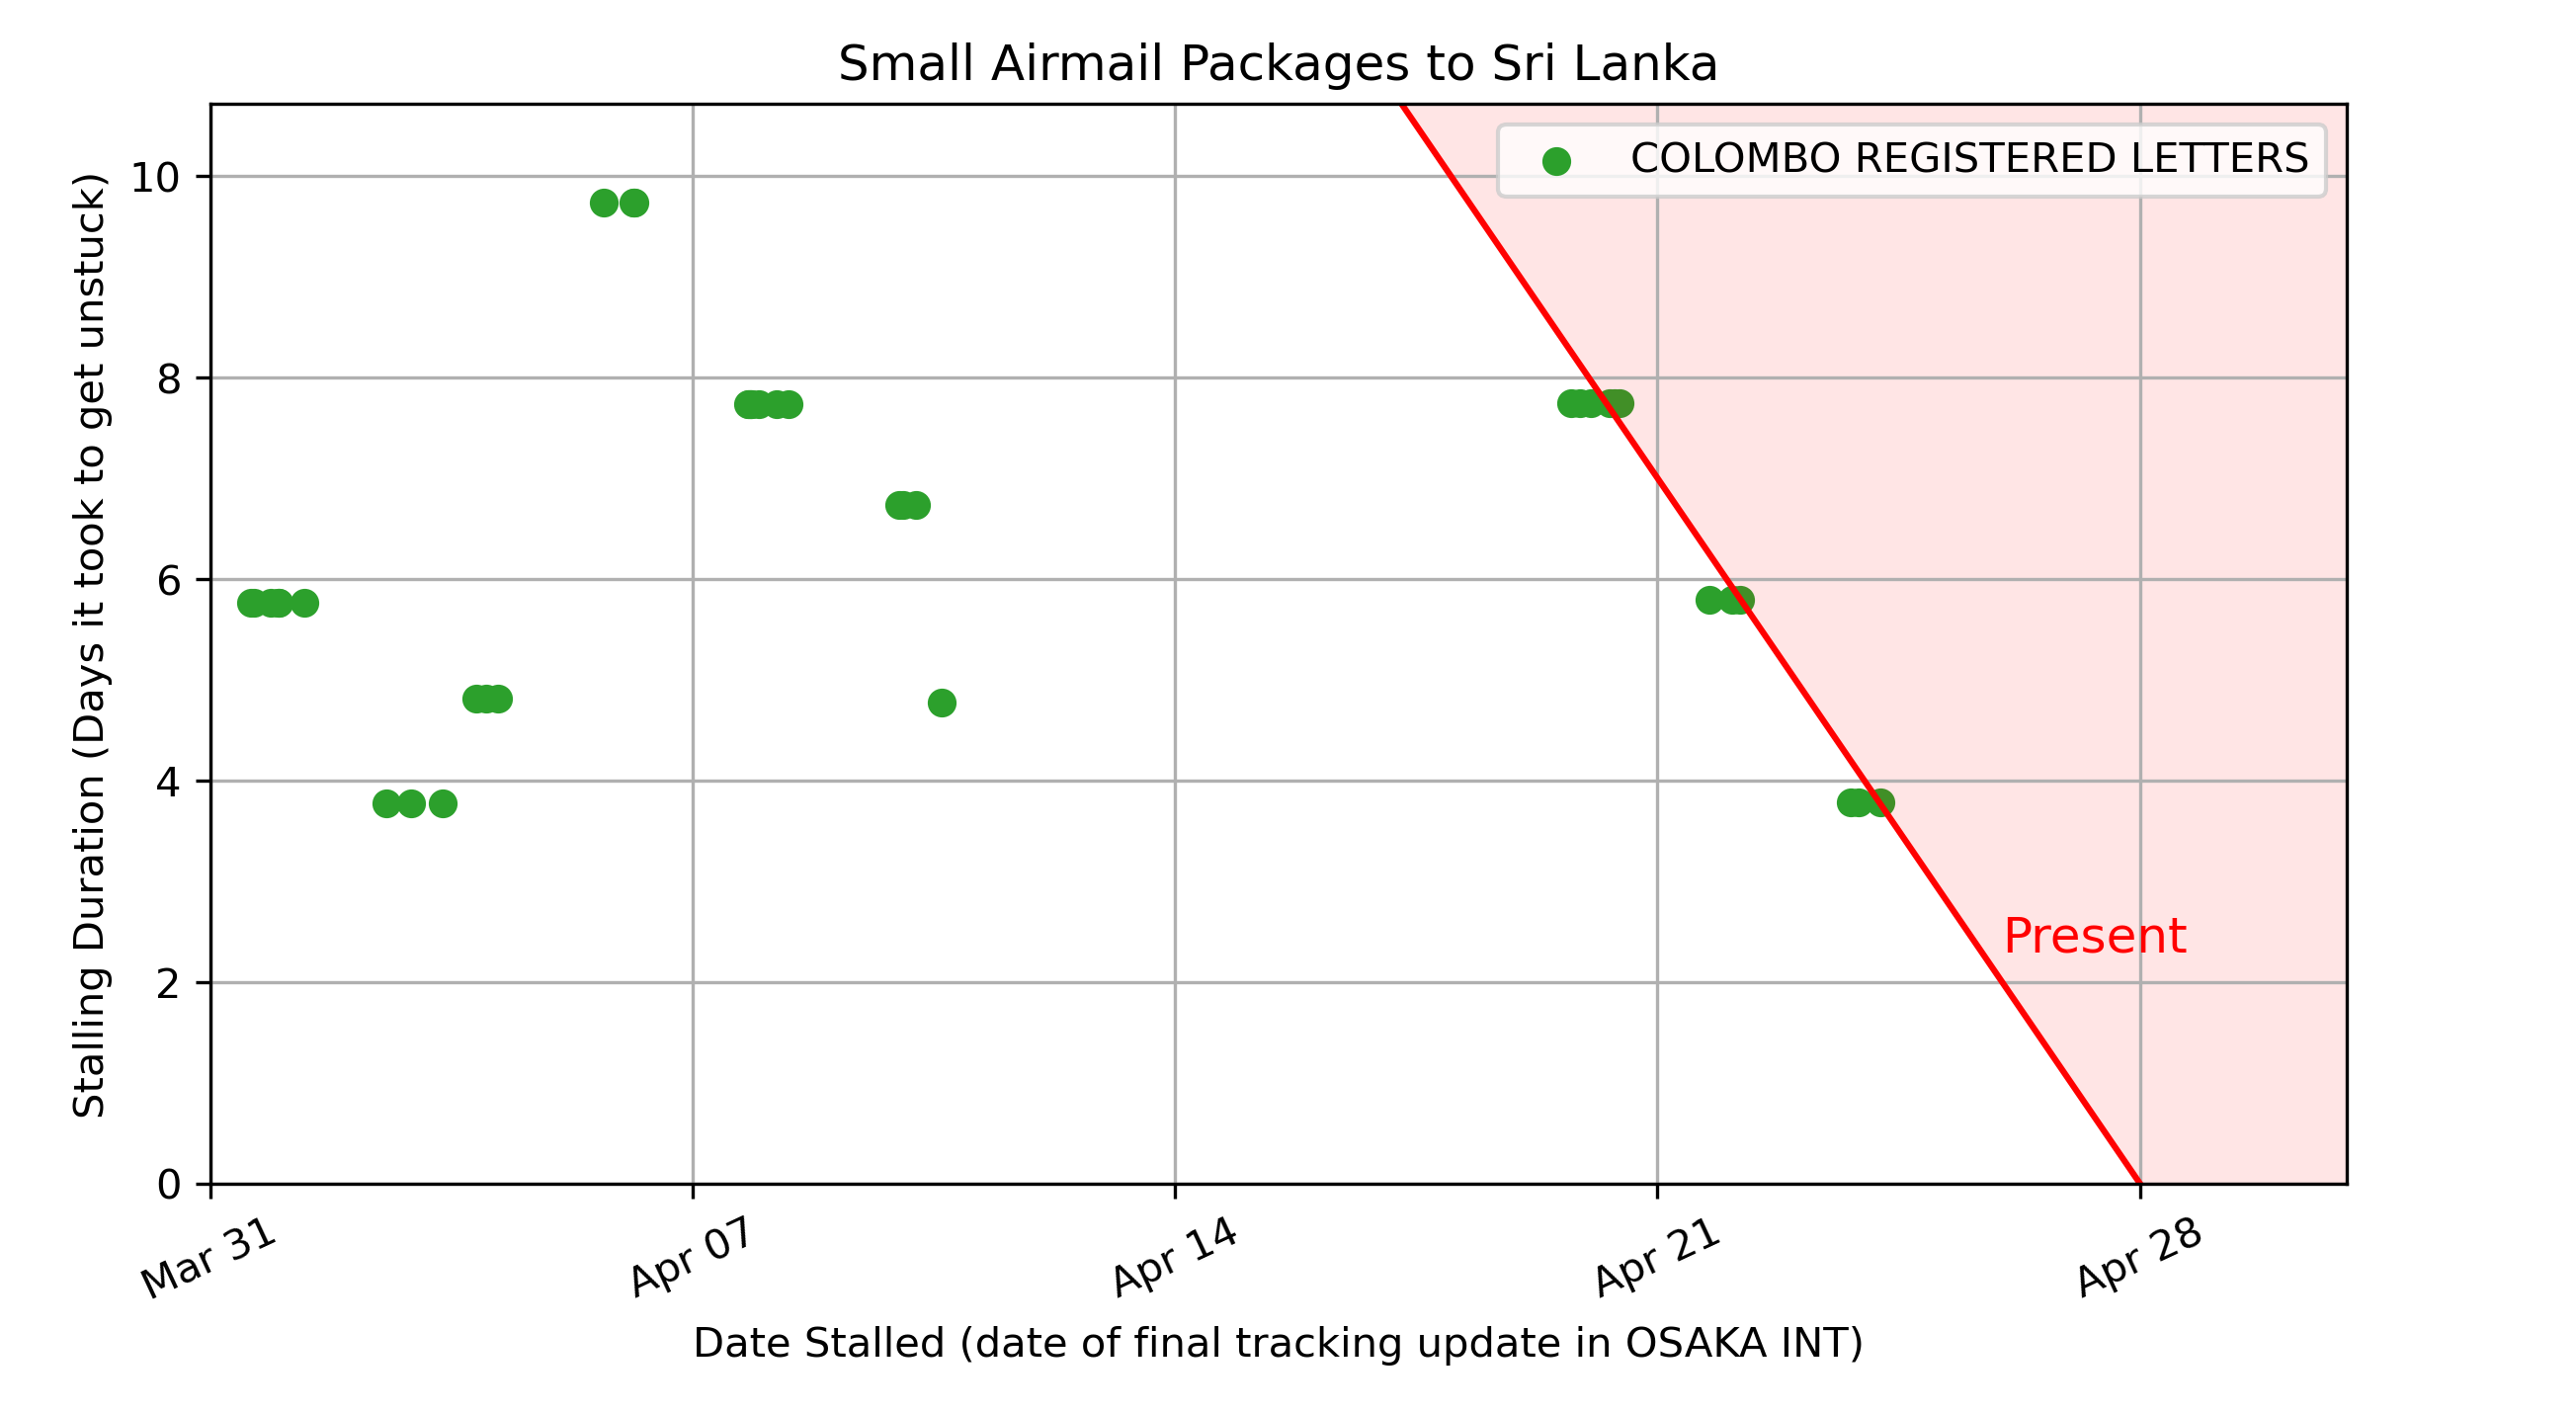 Small Airmail Packages to Sri Lanka
COLOMBO REGISTERED LETTERS
Stalling Duration (Days it took to get unstuck)
10
8
6
4
2
0
Present
Mar 31
Apr 07
Apr 14
Apr 21
Apr 28
Date Stalled (date of final tracking update in OSAKA INT)